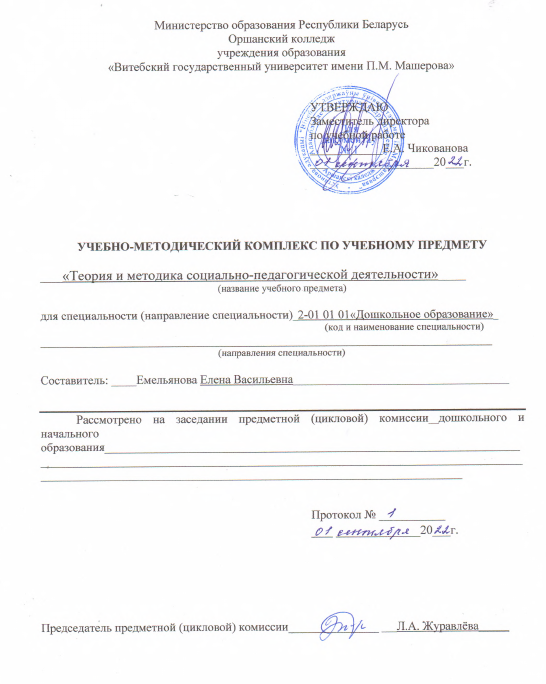 Министерство образования Республики Беларусь
Оршанский колледж
учреждения образования
«Витебский государственный университет имени П.М. Машерова»
УТВЕРЖДАЮ
Заместитель директора
по учебной работе
Е.А. Чикованова
01 сентября 2022г.
УЧЕБНО-МЕТОДИЧЕСКИЙ КОМПЛЕКС ПО УЧЕБНОМУ ПРЕДМЕТУ
«Теория и методика социально-педагогической деятельности»
(название учебного предмета)
для специальности (направление специальности) 2-01 01 01«Дошкольное образование»
(код и наименование специальности)
(направления специальности)
Составитель: ____Емельянова Елена Васильевна
Рассмотрено на заседании предметной (цикловой) комиссии__дошкольного и
начального
образования
Протокол № 1
01 сентября 2022г.
Председатель предметной (цикловой) комиссии Л.А. Журавлёва